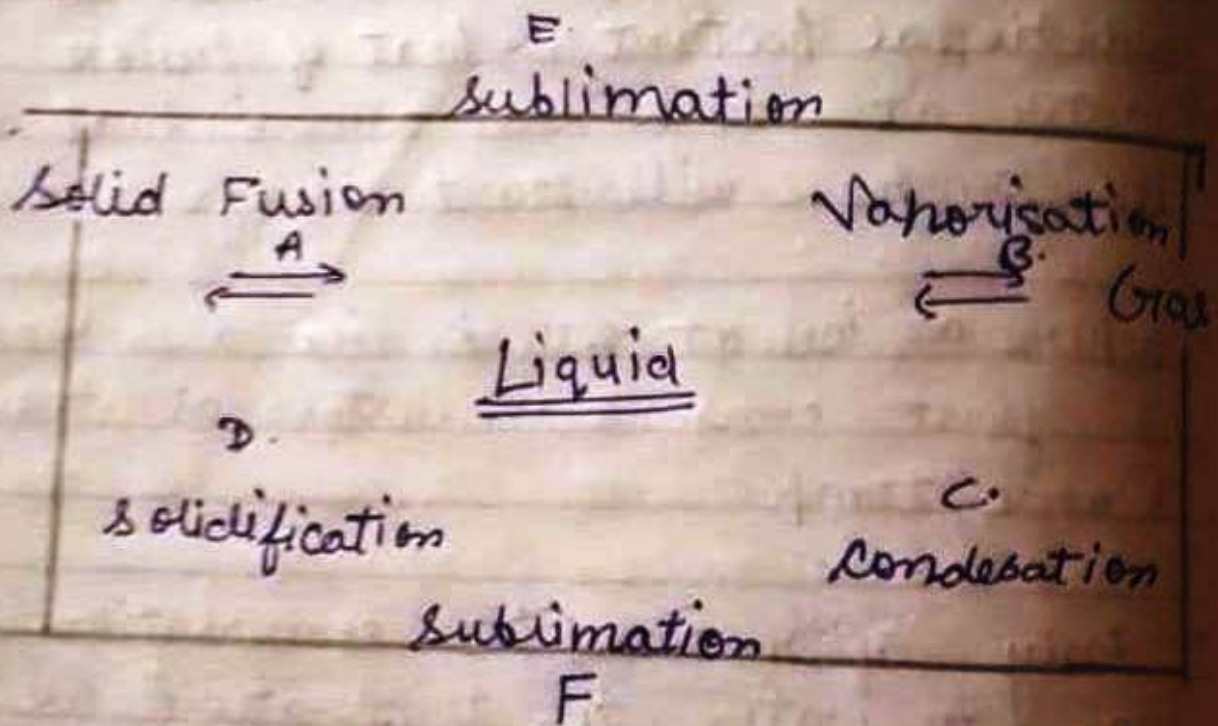 E.
sublimation
Solid Fusion
A
Vaporisation
B.
Gas
Liquid
D.
solidification
C.
condesation
sublimation
F